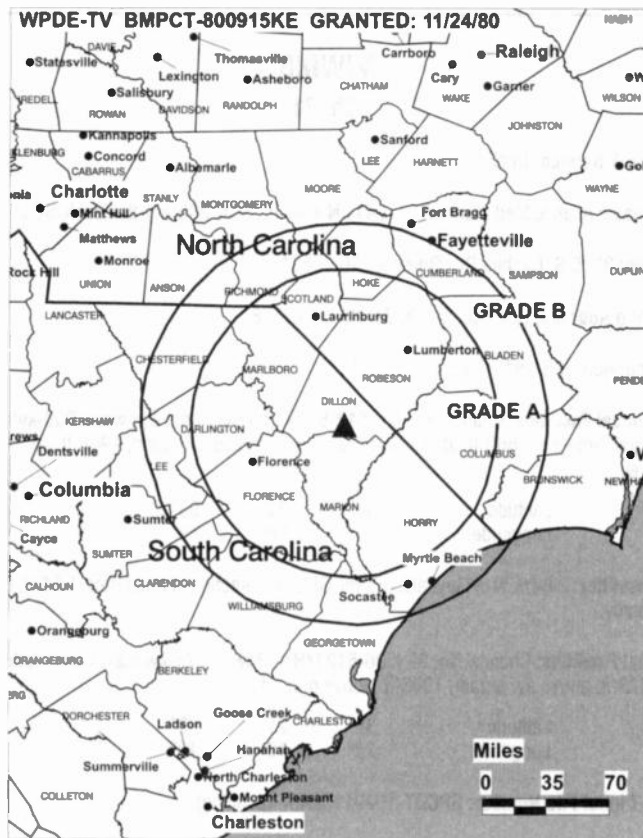 WPDE-TV BMPCT-800915KE GRANTED: 11/24/80
NASH
DAVIE
Thomasville
Carrboro
Raleigh
Statesville
Lexington
Asheboro
Cary
Garner
IREDELL
Salisbury
ROWAN
DAVIDSON
RANDOLPH
CHATHAM
WAKE
WILSON
JOHNSTON
Kannapolis
Sanford
LEE
HARNETT
Concord
CABARRUS
Albemarle
WAYNE
MOORE
STANLY
MONTGOMERY
Charlotte
Mint Hill
Fort Bragg
Matthews
North Carolina
Fayetteville
Monroe
Rock Hill
UNION
ANSON
RICHMOND
HOKE
CUMBERLAND
SAMPSON
SCOTLAND
LANCASTER
Laurinburg
GRADE B
CHESTERFIELD
Lumberton
BLADEN
MARLBORO
ROBESON
DILLON
GRADE A
KERSHAW
DARLINGTON
Dentsville
LEE
Florence
COLUMBUS
BRUNSWICK
NEW HA
Columbia
FLORENCE
MARION
RICHLAND
Sumter
HORRY
Cayce
SUMTER
South Carolina
Myrtle Beach
CALHOUN
CLARENDON
Socastee
WILLIAMSBURG
Orangeburg
GEORGETOWN
ORANGEBURG
BERKELEY
DORCHESTER
Goose Creek
CHARLESTON
Ladson
Hanahan
Miles
Summerville
North Charleston
0 35 70
COLLETON
Mount Pleasant
Charleston